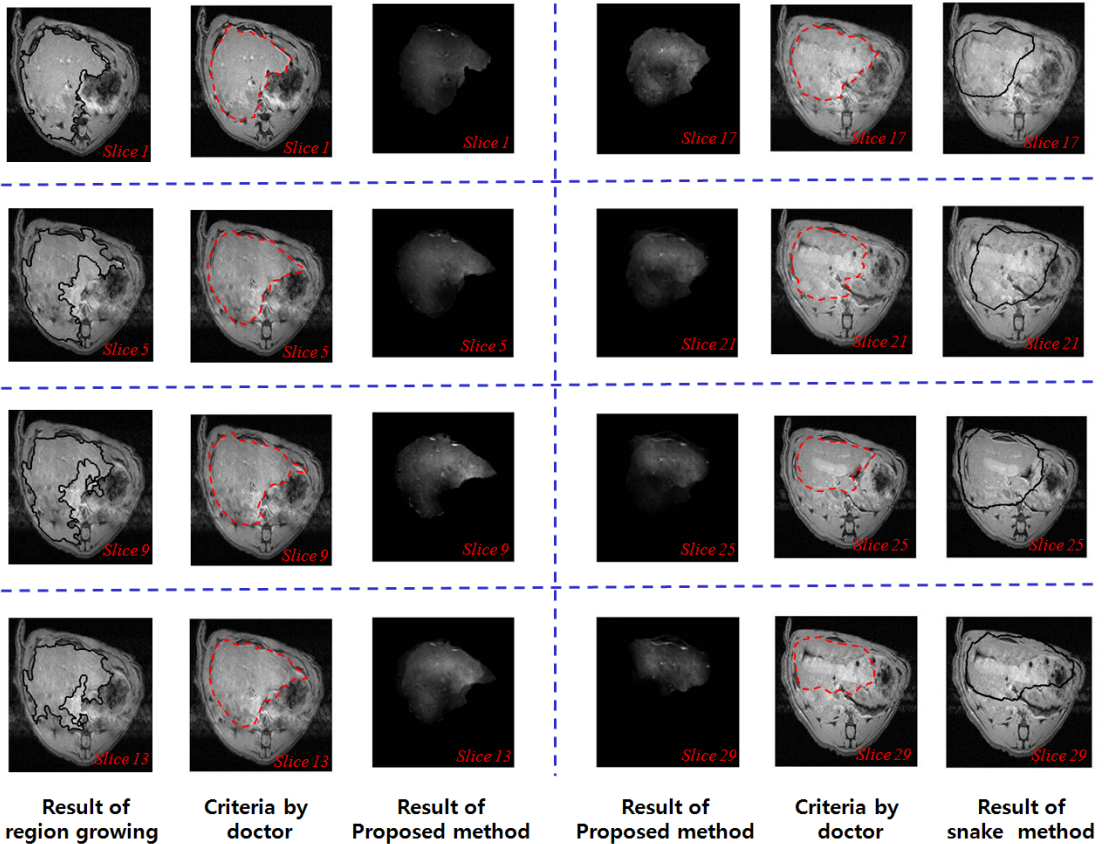 Slice 1
Slice 1
Slice 1
Slice 17
Slice 17
Slice 17
Slice 5
Slice 5
Slice 5
Slice 21
Slice 21
Slice 21
Slice 9
Slice 9
Slice 9
Slice 25
Slice 25
Slice 25
Slice 13
Slice 13
Slice 13
Slice 29
Slice 29
Slice 29
Result of
region growing
Criteria by
doctor
Result of
Proposed method
Result of
Proposed method
Criteria by
doctor
Result of
snake method